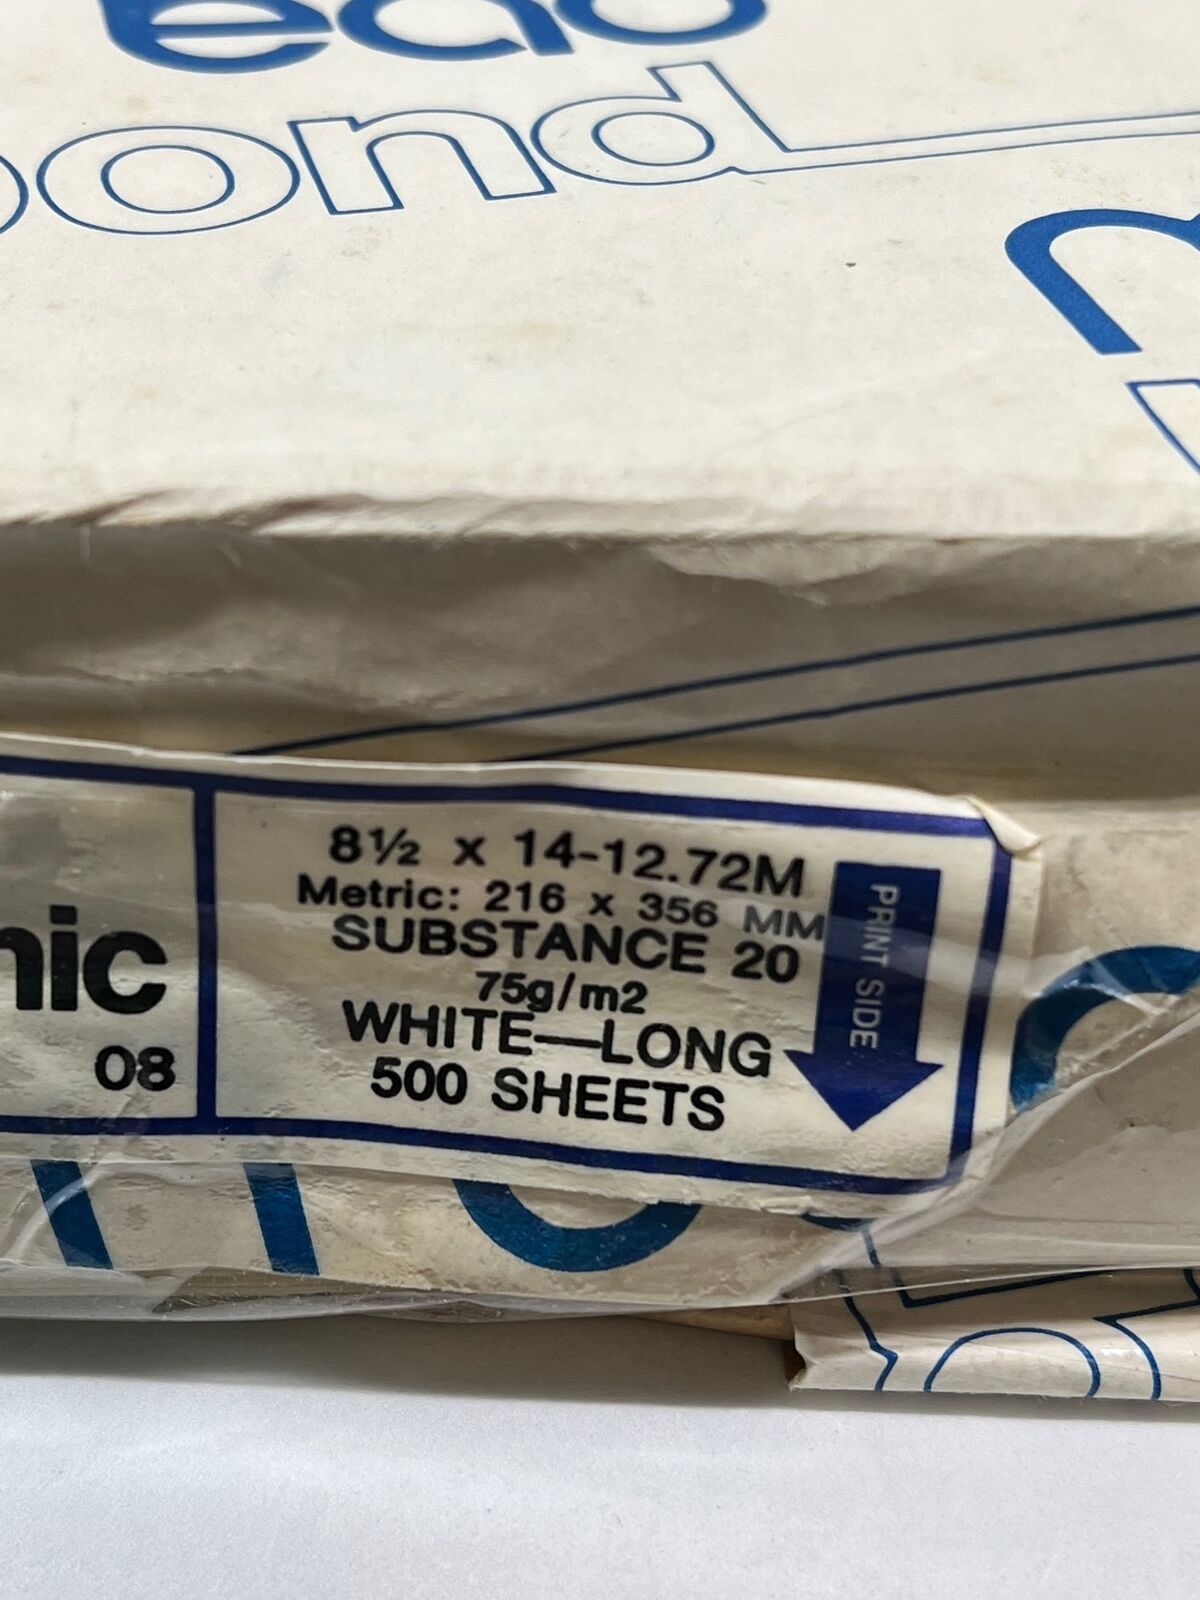 ead
bond
nic
08
8½ x 14-12.72M
Metric: 216 x 356 MM
SUBSTANCE 20
75g/m2
WHITE—LONG
500 SHEETS
PRINT SIDE